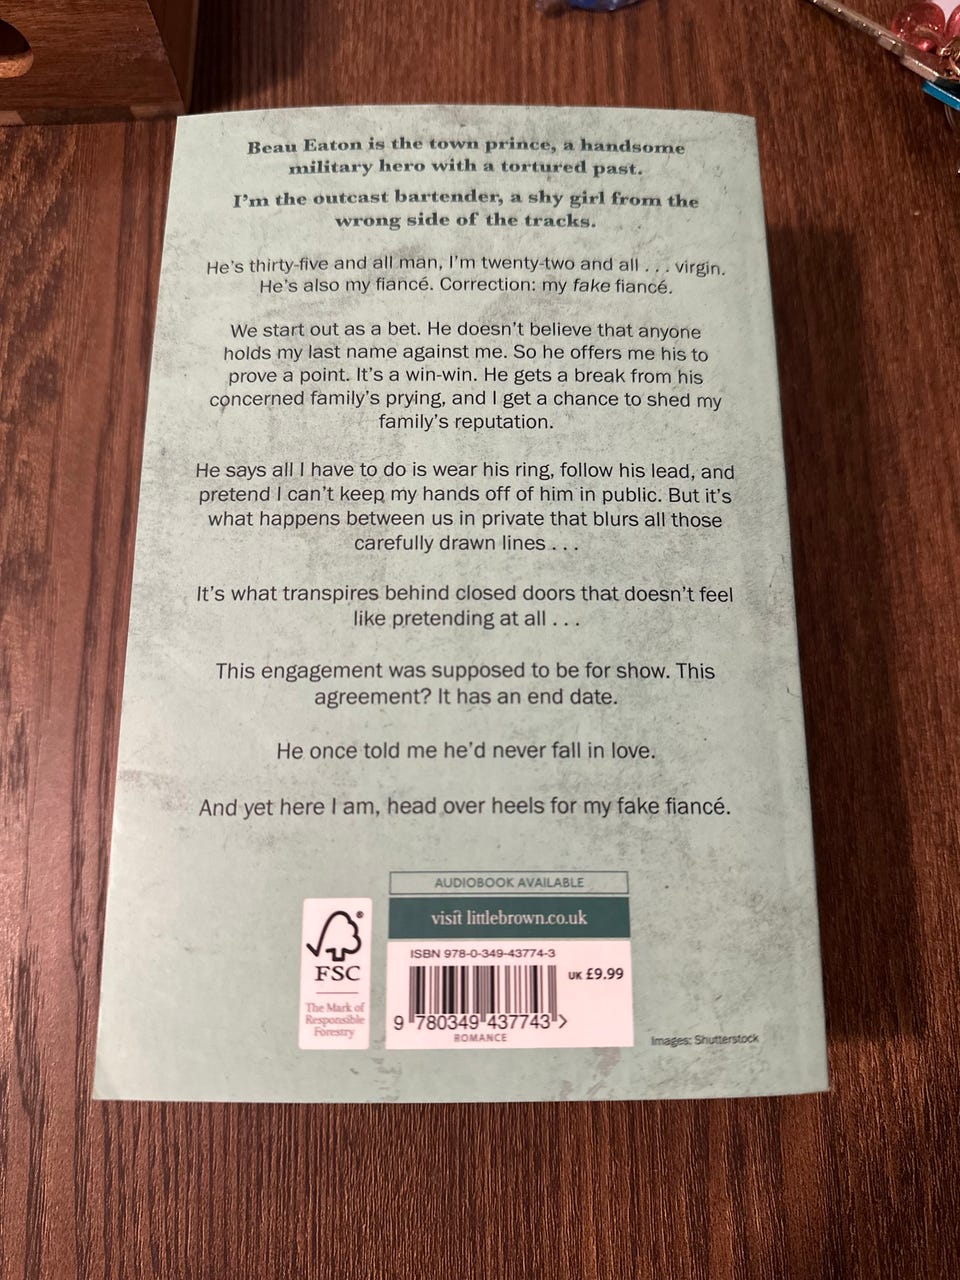 Beau Eaton is the town prince, a handsome
military hero with a tortured past.
I'm the outcast bartender, a shy girl from the
wrong side of the tracks.
He's thirty-five and all man, I'm twenty-two and all . . . virgin.
He's also my fiancé. Correction: my fake fiancé.
We start out as a bet. He doesn't believe that anyone
holds my last name against me. So he offers me his to
prove a point. It's a win-win. He gets a break from his
concerned family's prying, and I get a chance to shed my
family's reputation.
He says all I have to do is wear his ring, follow his lead, and
pretend I can't keep my hands off of him in public. But it's
what happens between us in private that blurs all those
carefully drawn lines . . .
It's what transpires behind closed doors that doesn't feel
like pretending at all . . .
This engagement was supposed to be for show. This
agreement? It has an end date.
He once told me he'd never fall in love.
And yet here I am, head over heels for my fake fiancé.
AUDIOBOOK AVAILABLE
visit littlebrown.co.uk
ISBN 978-0-349-43774-3
UK £9.99
9 780349 437743 >
ROMANCE
®
FSC
The Mark of
Responsible
Forestry
Images: Shutterstock